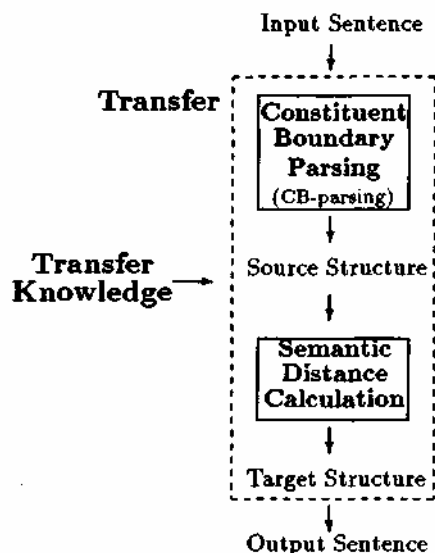 Input Sentence
Transfer
Constituent
Boundary
Parsing
(CB-parsing)
Transfer
Knowledge
Source Structure
Semantic
Distance
Calculation
Target Structure
Output Sentence